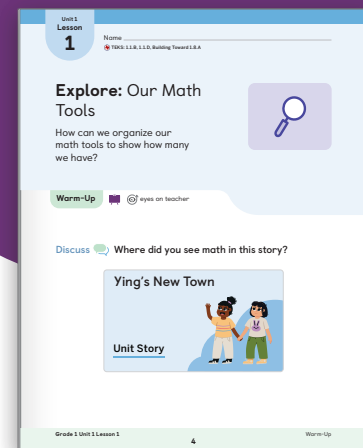 Unit 1
Lesson
1
Name
TEKS: 1.1.B, 1.1.D, Building Toward 1.8.A
Explore: Our Math
Tools
How can we organize our
math tools to show how many
we have?
Warm-Up eyes on teacher
Discuss Where did you see math in this story?
Ying's New Town
Unit Story
Grade 1 Unit 1 Lesson 1 Warm-Up
4